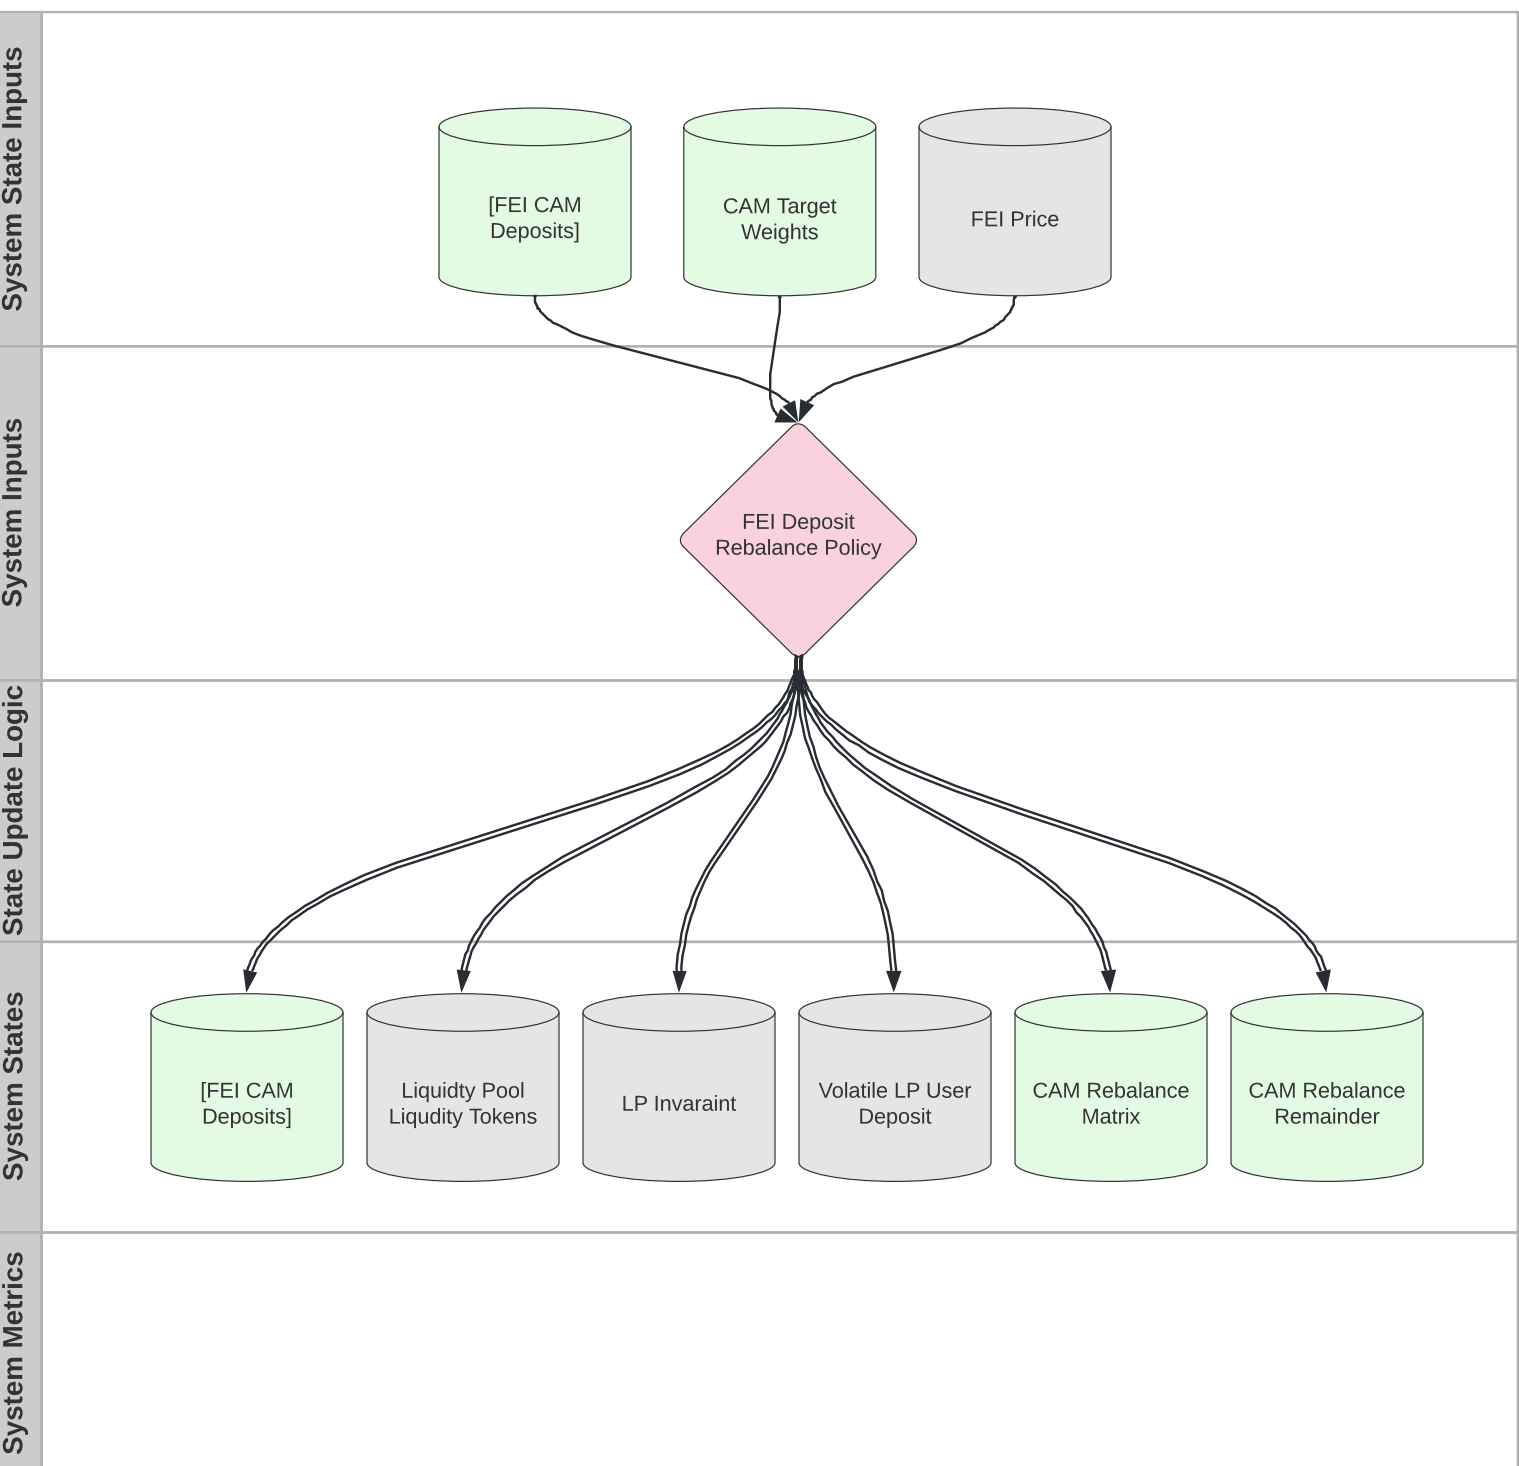 System State Inputs
[FEI CAM
Deposits]
CAM Target
Weights
FEI Price
System Inputs
FEI Deposit
Rebalance Policy
State Update Logic
System States
[FEI CAM
Deposits]
Liquidty Pool
Liqudity Tokens
LP Invaraint
Volatile LP User
Deposit
CAM Rebalance
Matrix
CAM Rebalance
Remainder
System Metrics